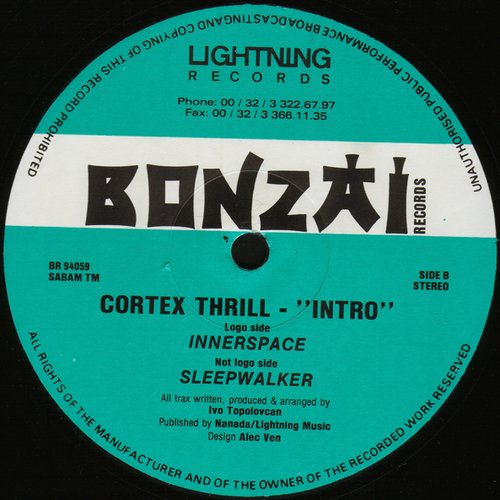 LIGHTNING
RECORDS
Phone: 00 / 32 / 3 322.67.97
Fax: 00 / 32 / 3 366.11.35
BONZAI
RECORDS
BR 94059
SABAM TM
SIDE B
STEREO
CORTEX THRILL - "INTRO"
Logo side
INNERSPACE
Not logo side
SLEEPWALKER
All trax written, produced & arranged by
Ivo Topolovcan
Published by Nanada/Lightning Music
Design Alec Ven
ALL RIGHTS OF THE MANUFACTURER AND OF THE OWNER OF THE RECORDED WORK RESERVED
UNAUTHORISED PUBLIC PERFORMANCE BROADCASTING AND COPYING OF THIS RECORD PROHIBITED